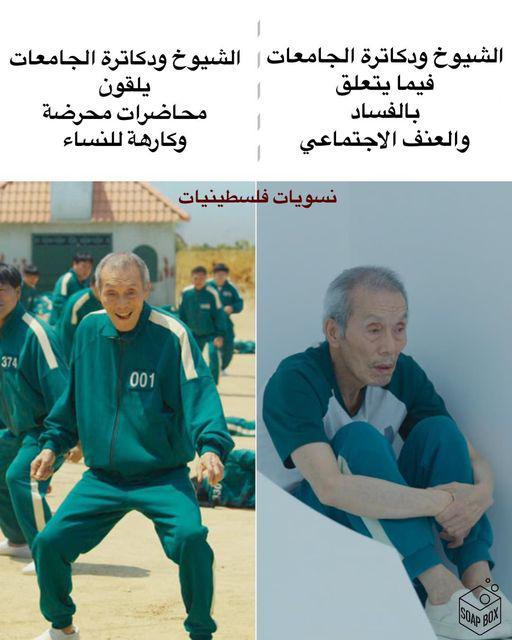 الشيوخ ودكاترة الجامعات
فيما يتعلق
بالفساد
والعنف الاجتماعي
الشيوخ ودكاترة الجامعات
يلقون
محاضرات محرضة
وكارهة للنساء
نسويات فلسطينيات
374
001
SOAP BOX